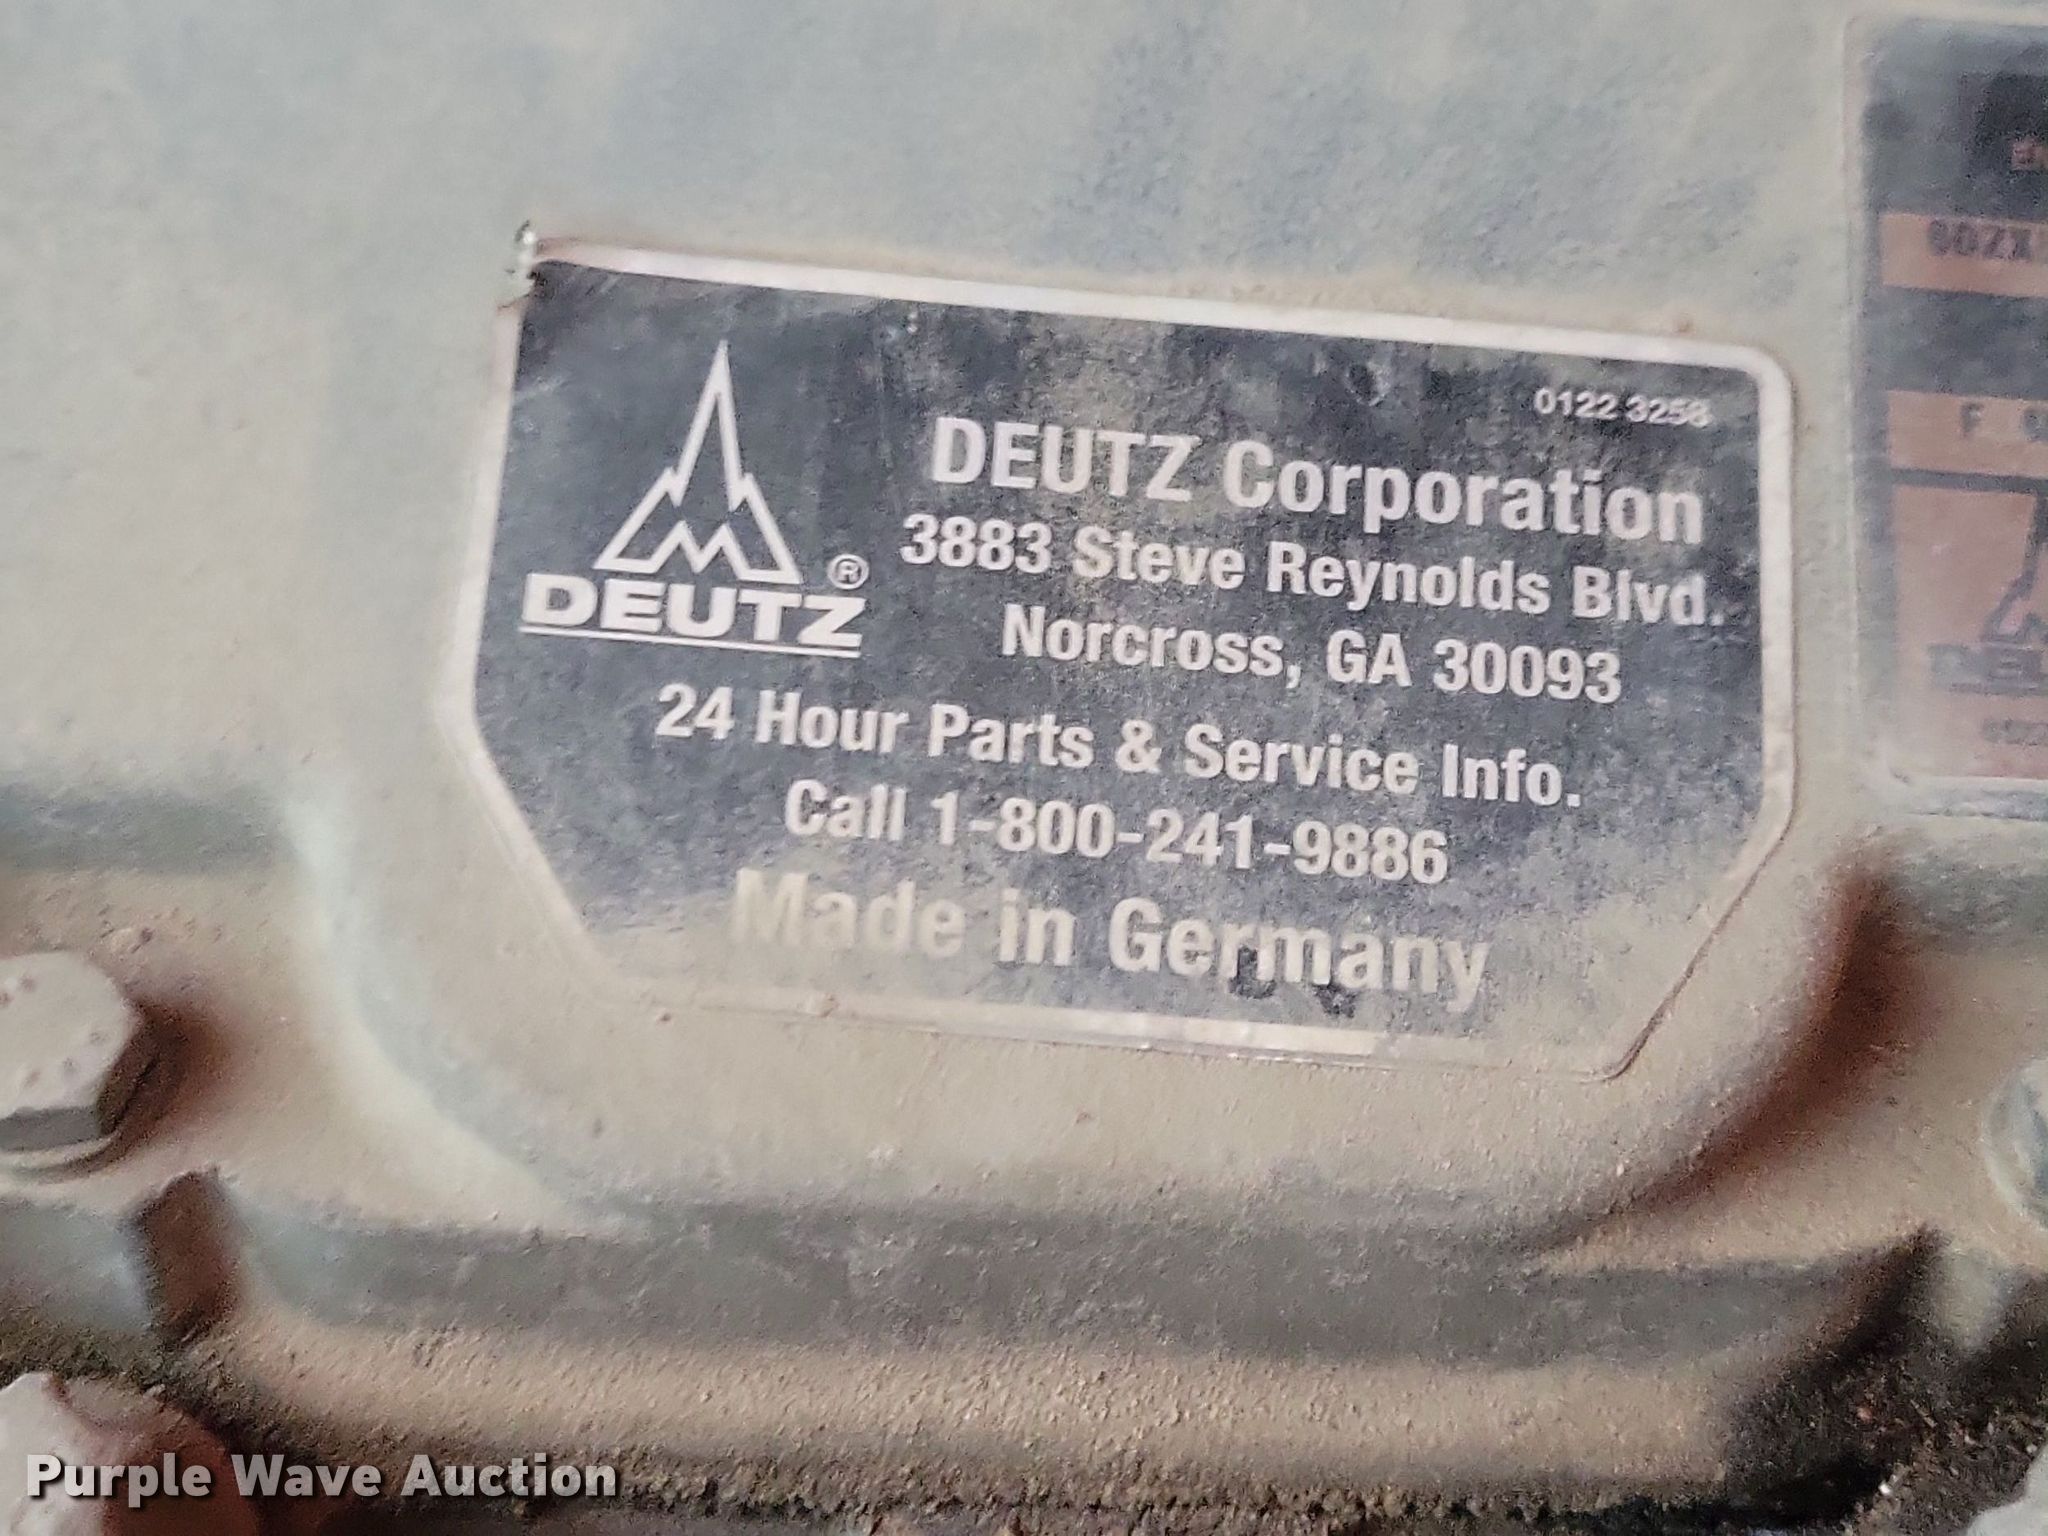 0122 3258
DEUTZ Corporation
3883 Steve Reynolds Blvd.
Norcross, GA 30093
24 Hour Parts & Service Info.
Call 1-800-241-9886
Made in Germany
DEUTZ®
F
Purple Wave Auction